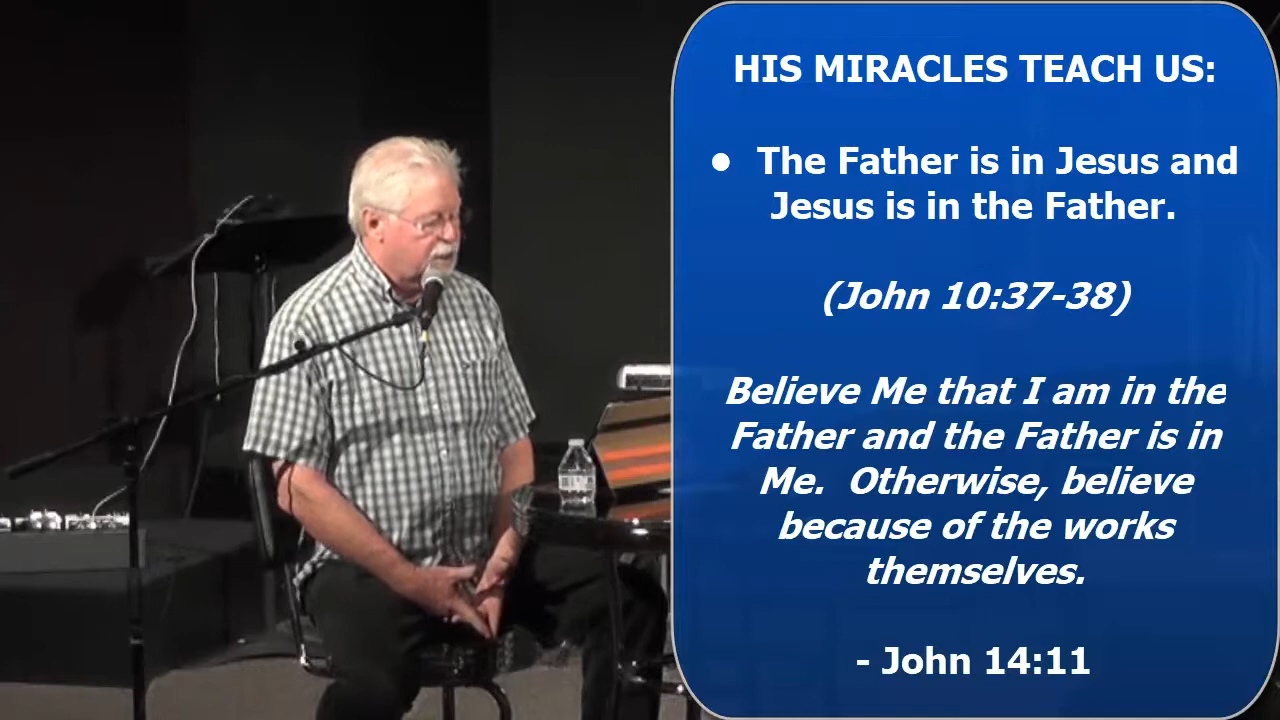 HIS MIRACLES TEACH US:
● The Father is in Jesus and
Jesus is in the Father.
(John 10:37-38)
Believe Me that I am in the
Father and the Father is in
Me. Otherwise, believe
because of the works
themselves.
- John 14:11